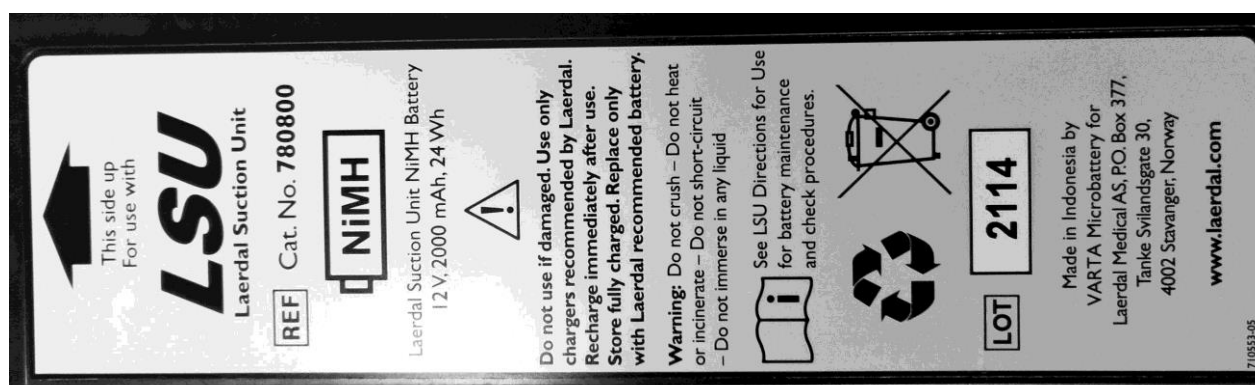 This side up
For use with
LSU
Laerdal Suction Unit
REF Cat. No. 780800
NiMH
Laerdal Suction Unit NiMH Battery
12 V, 2000 mAh, 24 Wh
Do not use if damaged. Use only
chargers recommended by Laerdal.
Recharge immediately after use.
Store fully charged. Replace only
with Laerdal recommended battery.
Warning: Do not crush – Do not heat
or incinerate – Do not short-circuit
– Do not immerse in any liquid
See LSU Directions for Use
for battery maintenance
and check procedures.
LOT 2114
Made in Indonesia by
VARTA Microbattery for
Laerdal Medical AS, P.O. Box 377,
Tanke Svilandsgate 30,
4002 Stavanger, Norway
www.laerdal.com
710553-05